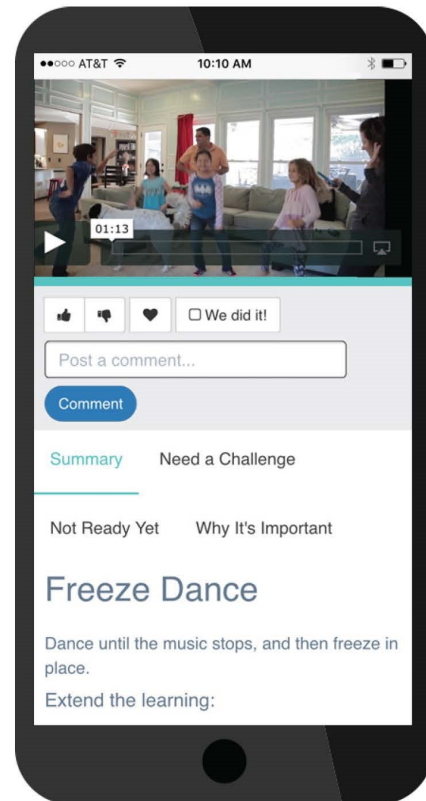 AT&T 10:10 AM
01:13
We did it!
Post a comment...
Comment
Summary Need a Challenge
Not Ready Yet Why It's Important
Freeze Dance
Dance until the music stops, and then freeze in
place.
Extend the learning: